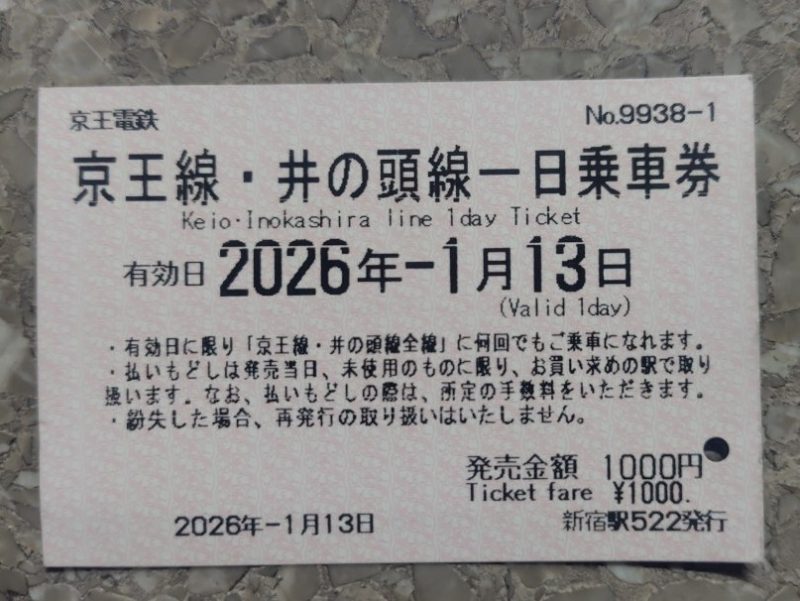 京王電鉄
No.9938-1
京王線・井の頭線一日乗車券
Keio・Inokashira line 1day Ticket
有効日 2026年-1月13日
(Valid 1day)
・有効日に限り「京王線・井の頭線全線」に何回でもご乗車になれます。
・払いもどしは発売当日、未使用のものに限り、お買い求めの駅で取り
扱います。なお、払いもどしの際は、所定の手数料をいただきます。
・紛失した場合、再発行の取り扱いはいたしません。
発売金額 1000円
Ticket fare ¥1000.
2026年-1月13日
新宿駅522発行